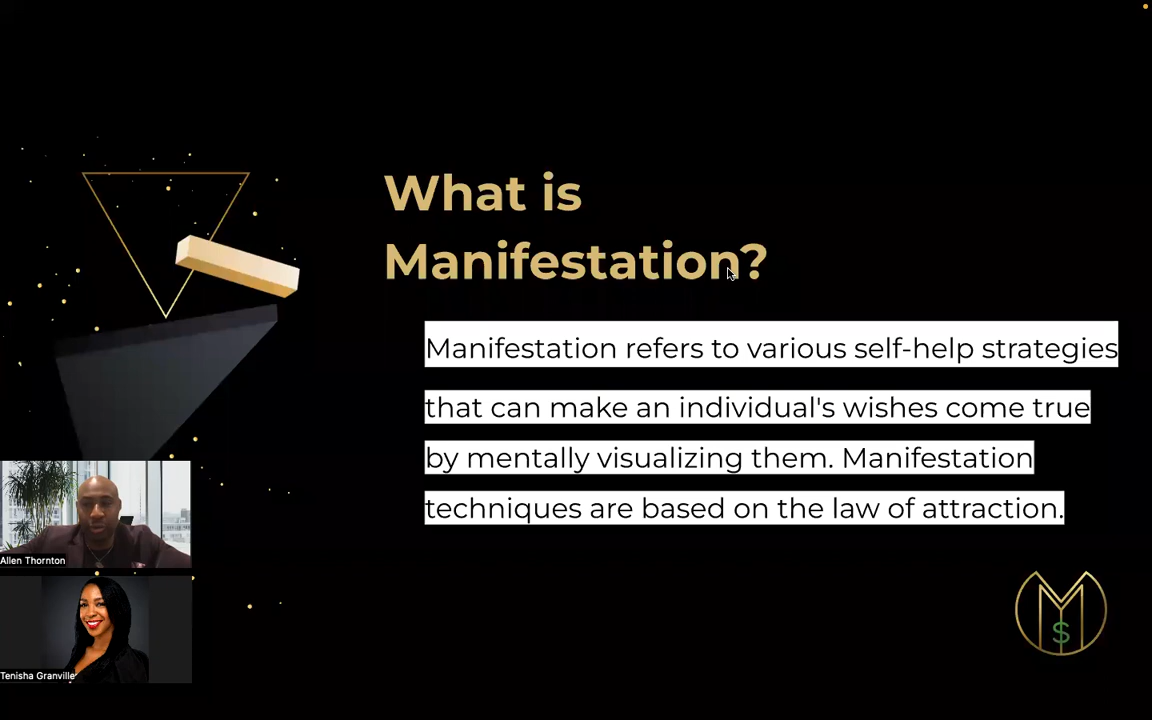 What is
Manifestation?
Manifestation refers to various self-help strategies
that can make an individual's wishes come true
by mentally visualizing them. Manifestation
techniques are based on the law of attraction.
Allen Thornton
Tenisha Granville
M
$